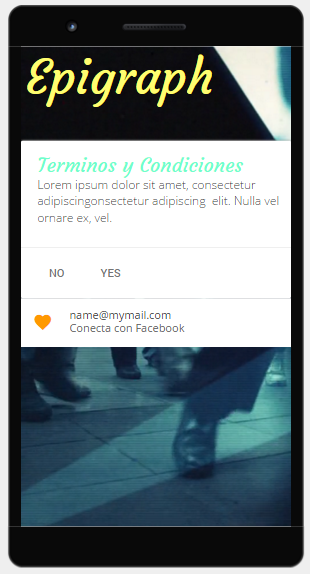 Epigraph
Terminos y Condiciones
Lorem ipsum dolor sit amet, consectetur
adipiscingonsectetur adipiscing elit. Nulla vel
ornare ex, vel.
NO YES
name@mymail.com
Conecta con Facebook